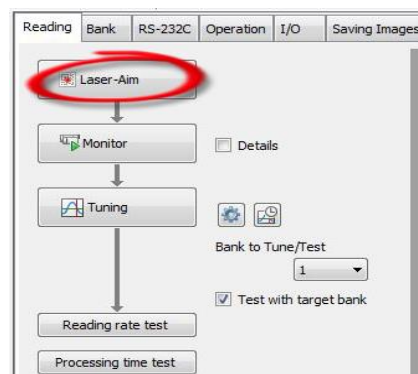 Reading Bank RS-232C Operation I/O Saving Images
Laser-Aim
Monitor
Details
Tuning
Bank to Tune/Test
1
Test with target bank
Reading rate test
Processing time test